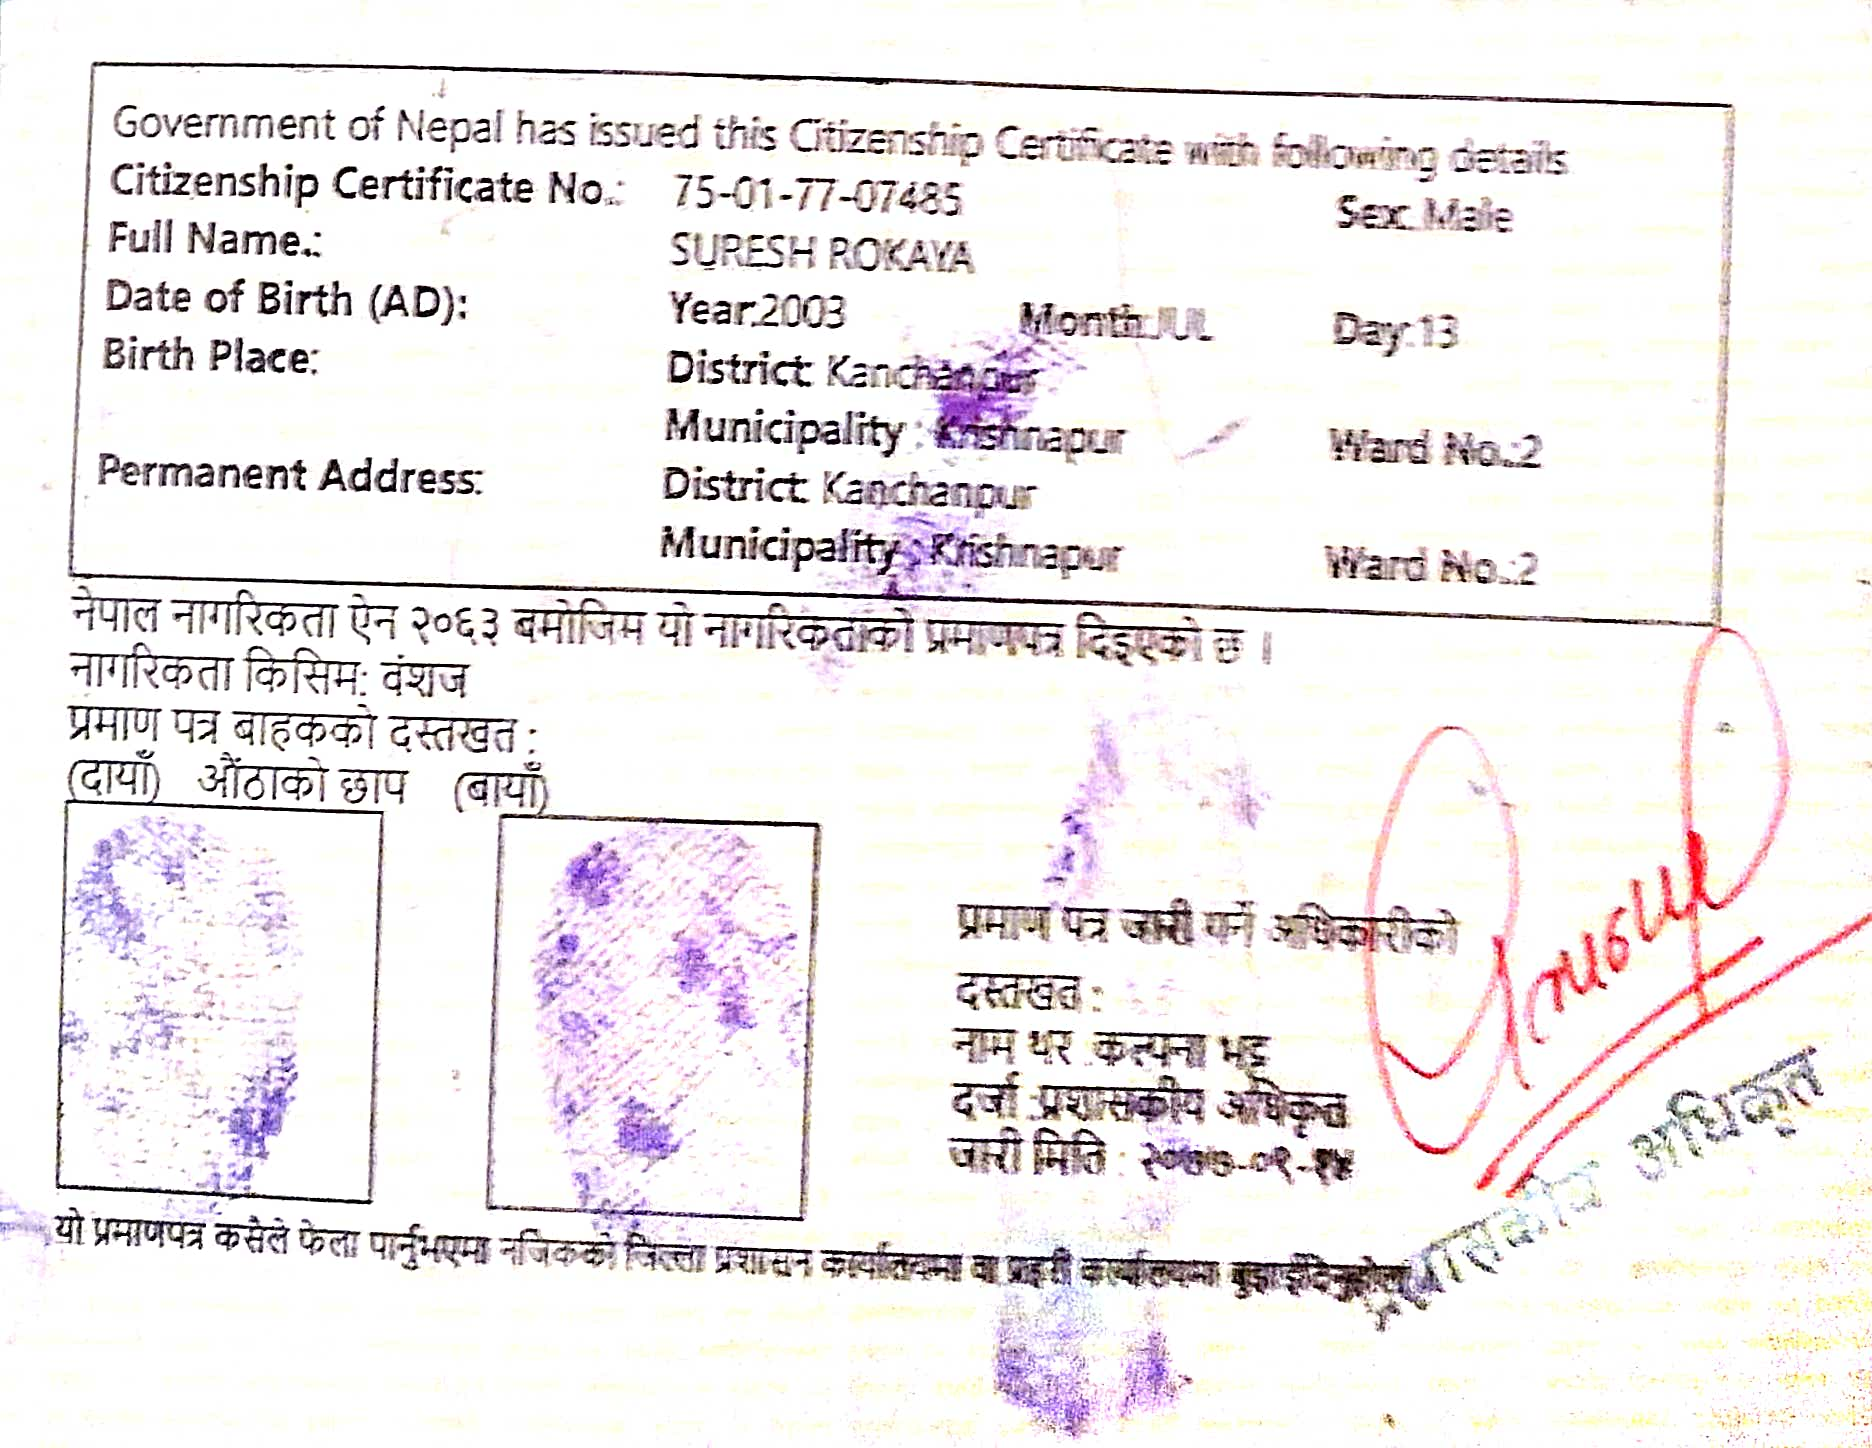 Government of Nepal has issued this Citizenship Certificate with following details
Citizenship Certificate No.: 75-01-77-07485 Sex: Male
Full Name.: SURESH ROKAYA
Date of Birth (AD): Year:2003 Month:JUL Day:13
Birth Place: District: Kanchanpur
Municipality : Krishnapur Ward No.:2
Permanent Address: District: Kanchanpur
Municipality : Krishnapur Ward No.:2
नेपाल नागरिकता ऐन २०६३ बमोजिम यो नागरिकताको प्रमाणपत्र दिइएको छ ।
नागरिकता किसिम: वंशज
प्रमाण पत्र बाहकको दस्तखत :
(दायाँ) औंठाको छाप (बायाँ)
प्रमाण पत्र जारी गर्ने अधिकारीको
दस्तखत :
नाम थर : कल्पना भट्ट
दर्जा :प्रशासकीय अधिकृत
जारी मिति :
प्रशासकीय अधिकृत
यो प्रमाणपत्र कसैले फेला पार्नुभएमा नजिकको जिल्ला प्रशासन कार्यालयमा वा प्रहरी कार्यालयमा बुझाईदिनुहोला